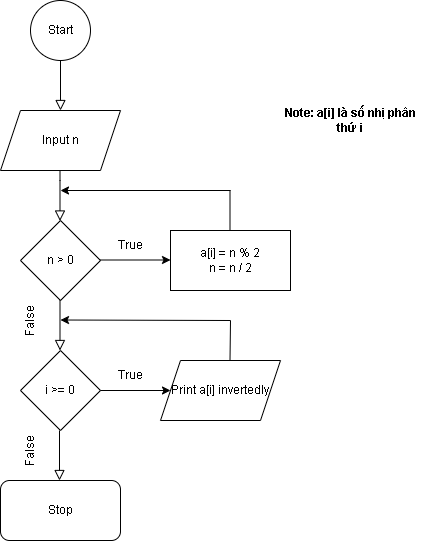 Start
Input n
Note: a[i] là số nhị phân
thứ i
n > 0
True
a[i] = n % 2
n = n / 2
False
i >= 0
True
Print a[i] invertedly
False
Stop